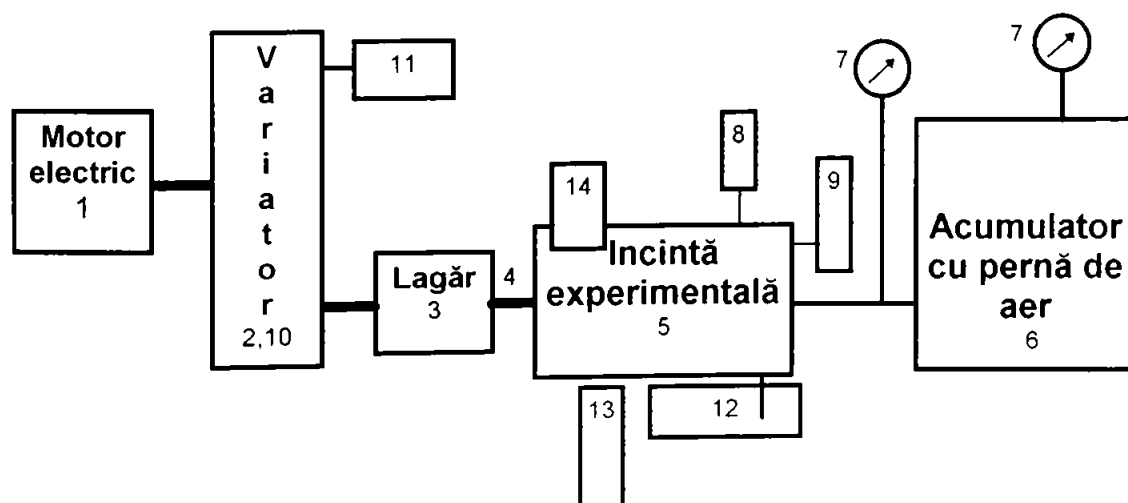 Motor
electric
1
V
a
r
i
a
t
o
r
2,10
11
Lagăr
3
4
14
Incintă
experimentală
5
8
9
7
7
Acumulator
cu pernă de
aer
6
13
12